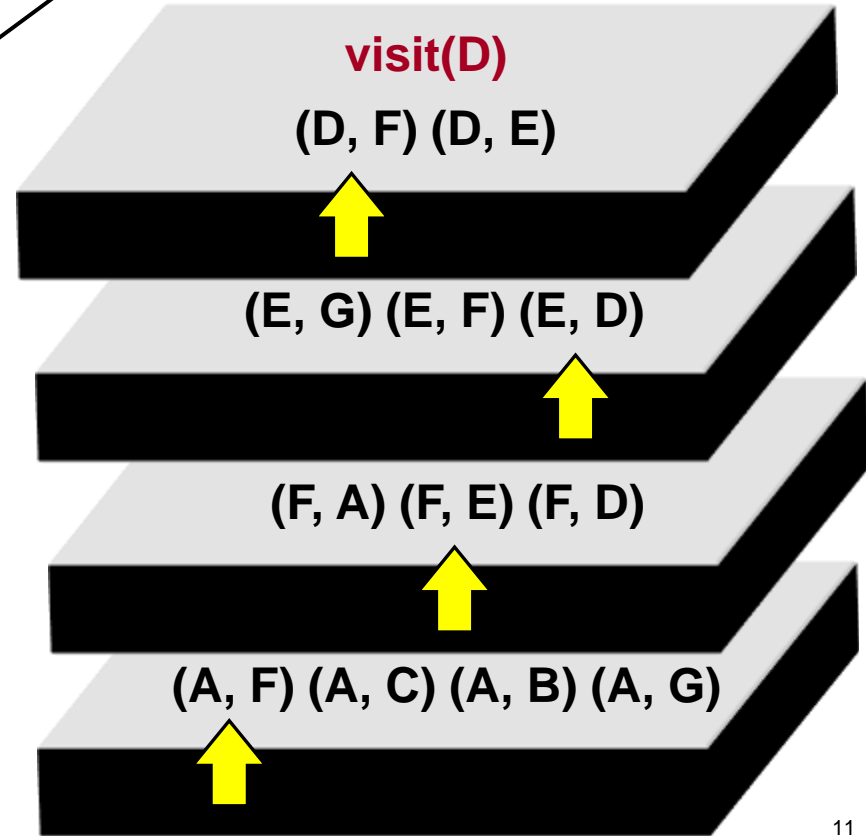 visit(D)
(D, F) (D, E)
(E, G) (E, F) (E, D)
(F, A) (F, E) (F, D)
(A, F) (A, C) (A, B) (A, G)
11